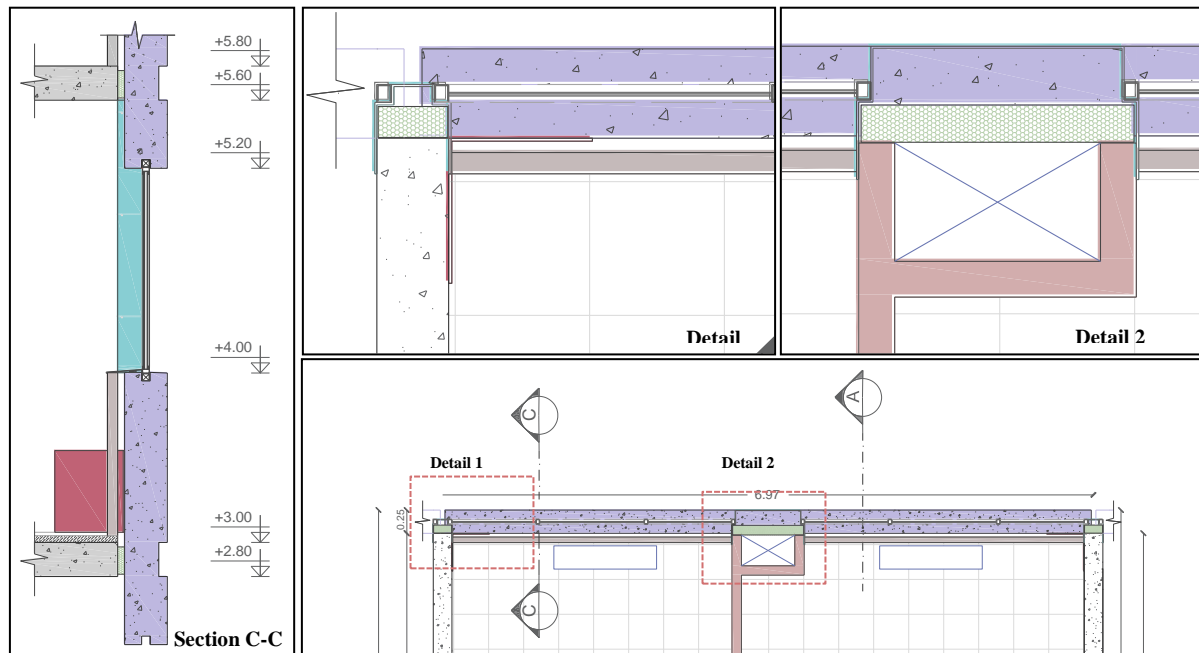 +5.80
+5.60
+5.20
+4.00
+3.00
+2.80
Section C-C
Detail
Detail 2
C
A
Detail 1
Detail 2
6.97
0.25
C